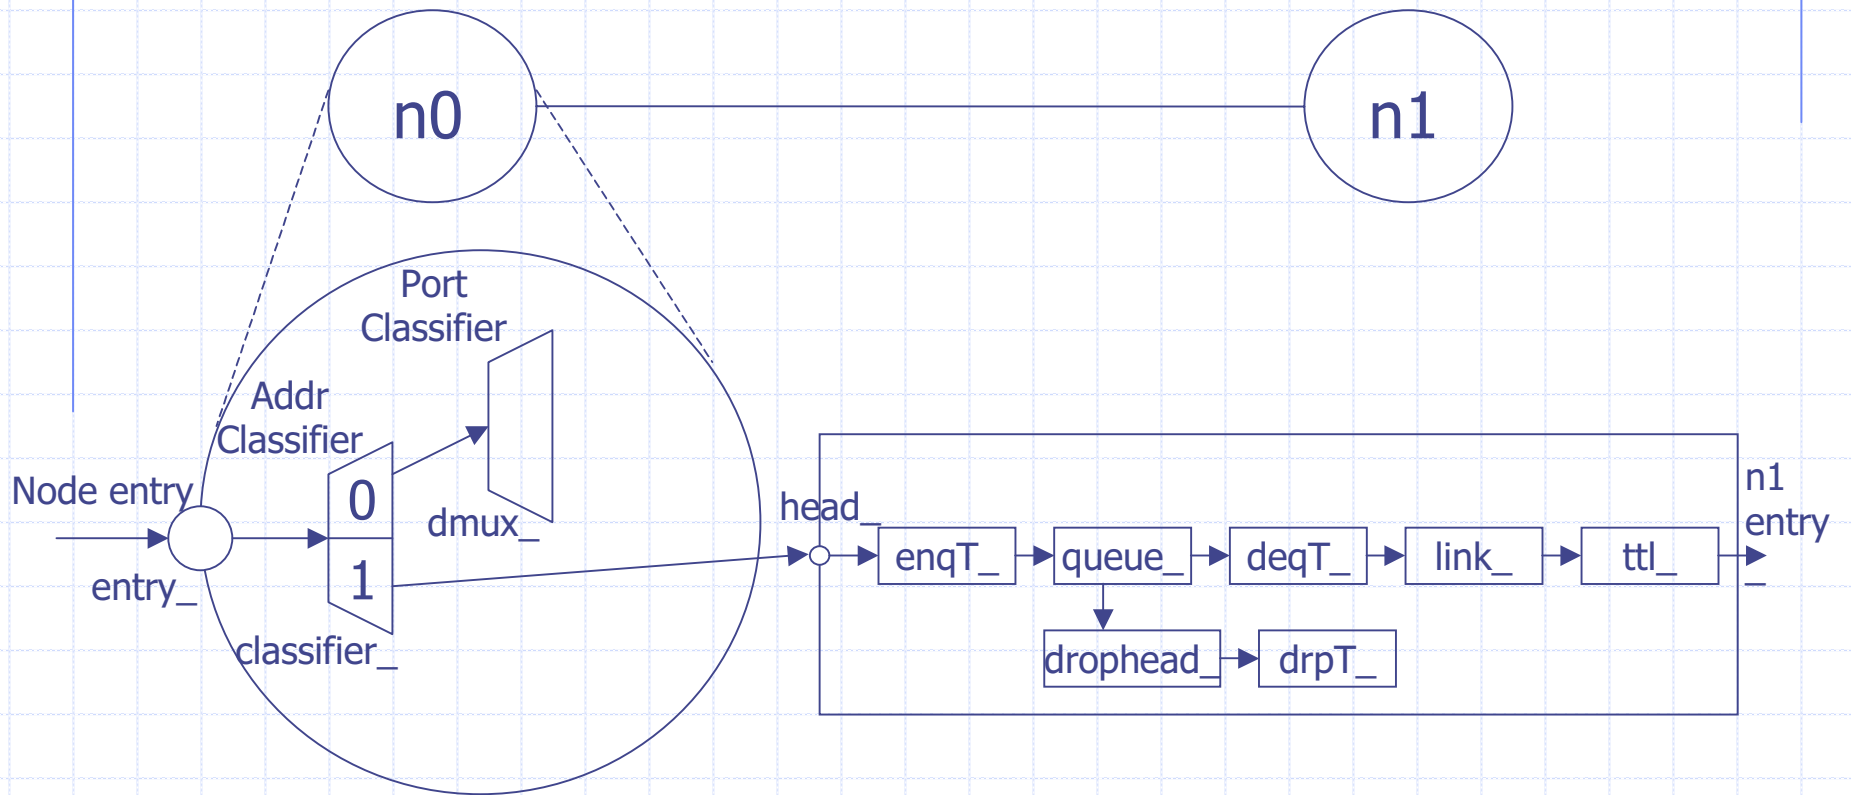 n0
n1
Port
Classifier
Addr
Classifier
Node entry
entry_
0
1
classifier_
dmux_
head_
enqT_
queue_
deqT_
link_
ttl_
drophead_
drpT_
n1
entry
_